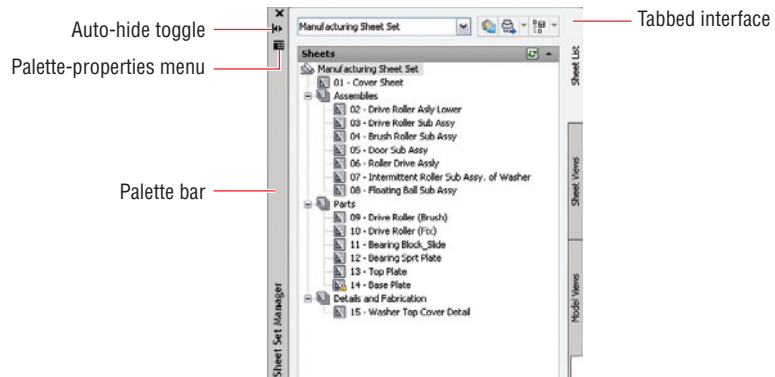 Auto-hide toggle
Palette-properties menu
Palette bar
Tabbed interface
Manufacturing Sheet Set
Sheets
Manufacturing Sheet Set
01 - Cover Sheet
Assemblies
02 - Drive Roller Asly Lower
03 - Drive Roller Sub Assy
04 - Brush Roller Sub Assy
05 - Door Sub Assy
06 - Roller Drive Assly
07 - Intermittent Roller Sub Assy. of Washer
08 - Floating Ball Sub Assy
Parts
09 - Drive Roller (Brush)
10 - Drive Roller (Fix)
11 - Bearing Block_Slide
12 - Bearing Sprt Plate
13 - Top Plate
14 - Base Plate
Details and Fabrication
15 - Washer Top Cover Detail
Sheet List
Sheet Views
Model Views
Sheet Set Manager